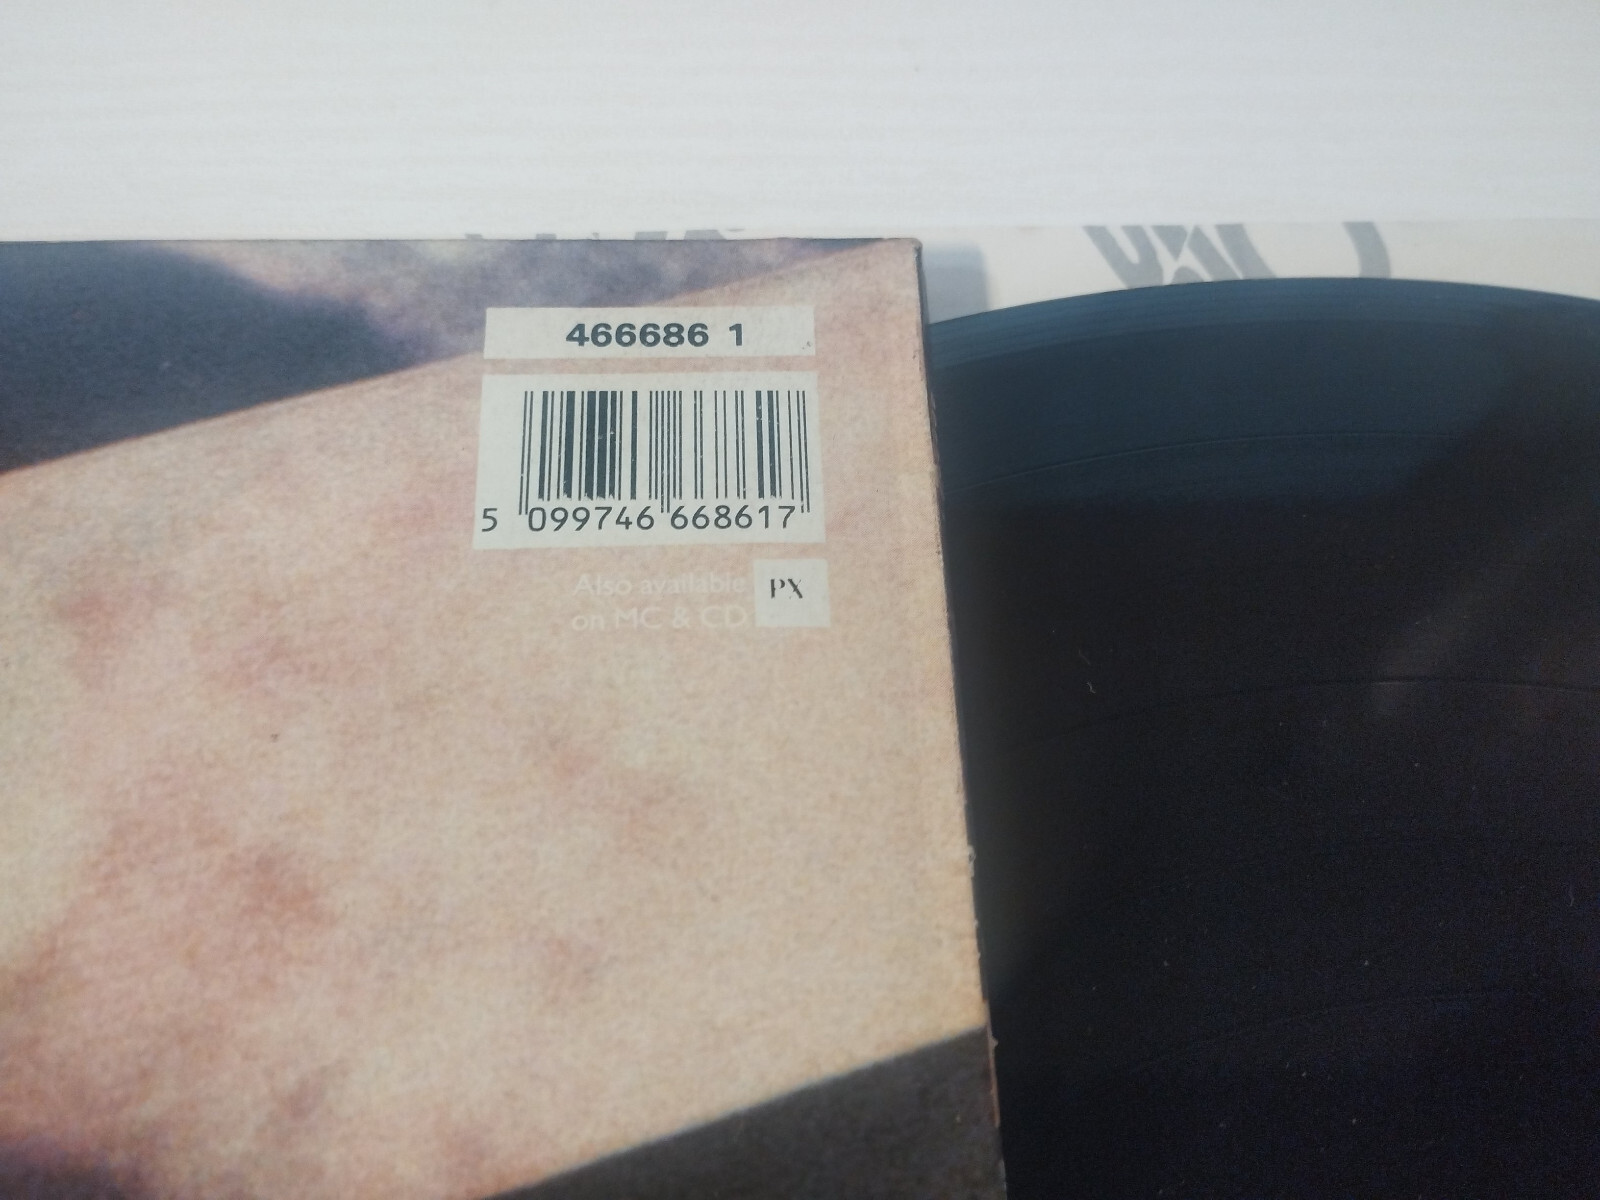 466686 1
5 099746 668617
Also available PX
on MC & CD